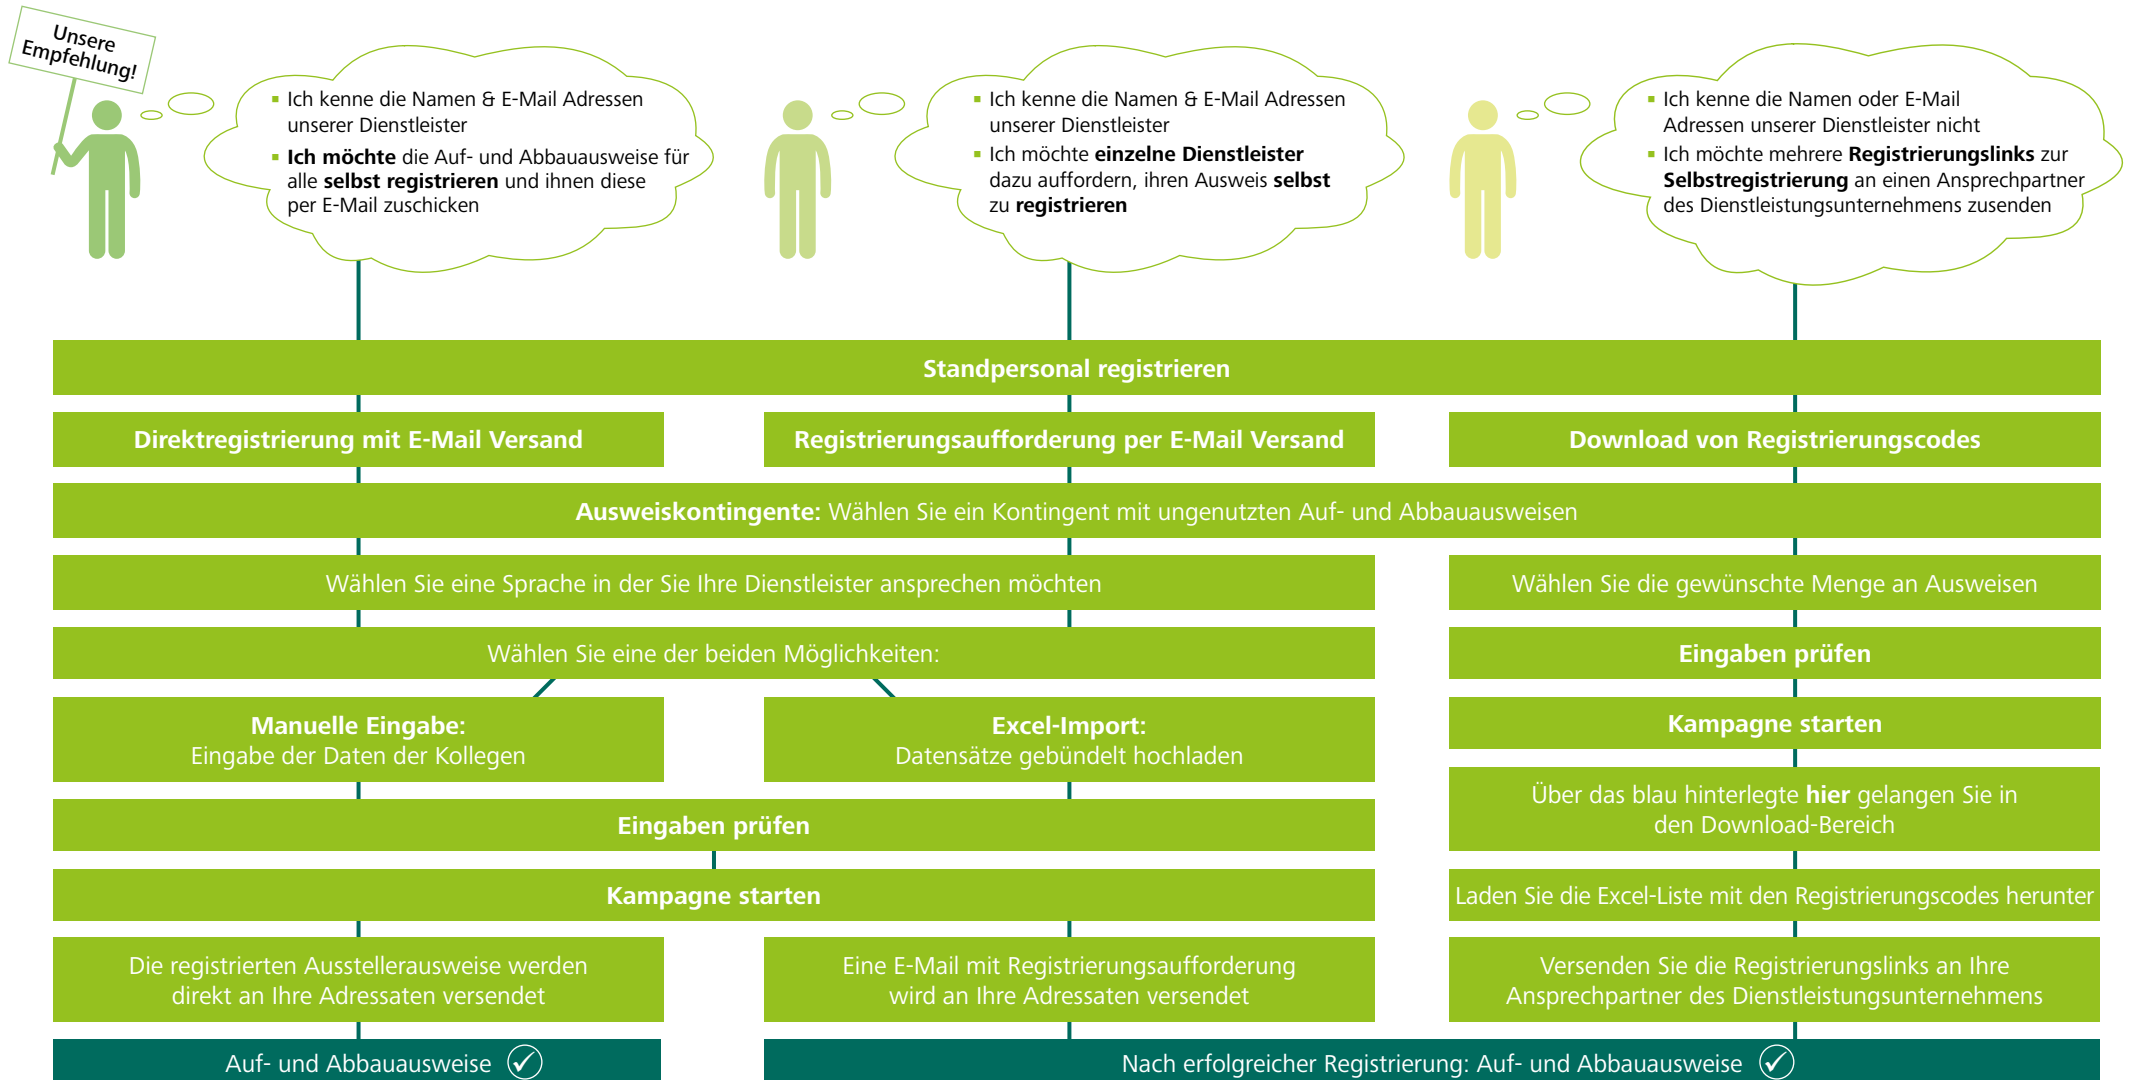 Unsere
Empfehlung!
▪ Ich kenne die Namen & E-Mail Adressen
unserer Dienstleister
▪ Ich möchte die Auf- und Abbauausweise für
alle selbst registrieren und ihnen diese
per E-Mail zuschicken
▪ Ich kenne die Namen & E-Mail Adressen
unserer Dienstleister
▪ Ich möchte einzelne Dienstleister
dazu auffordern, ihren Ausweis selbst
zu registrieren
▪ Ich kenne die Namen oder E-Mail
Adressen unserer Dienstleister nicht
▪ Ich möchte mehrere Registrierungslinks zur
Selbstregistrierung an einen Ansprechpartner
des Dienstleistungsunternehmens zusenden
Standpersonal registrieren
Direktregistrierung mit E-Mail Versand
Registrierungsaufforderung per E-Mail Versand
Download von Registrierungscodes
Ausweiskontingente: Wählen Sie ein Kontingent mit ungenutzten Auf- und Abbauausweisen
Wählen Sie eine Sprache in der Sie Ihre Dienstleister ansprechen möchten
Wählen Sie die gewünschte Menge an Ausweisen
Wählen Sie eine der beiden Möglichkeiten:
Eingaben prüfen
Manuelle Eingabe:
Eingabe der Daten der Kollegen
Excel-Import:
Datensätze gebündelt hochladen
Kampagne starten
Über das blau hinterlegte hier gelangen Sie in
den Download-Bereich
Eingaben prüfen
Kampagne starten
Laden Sie die Excel-Liste mit den Registrierungscodes herunter
Die registrierten Ausstellerausweise werden
direkt an Ihre Adressaten versendet
Eine E-Mail mit Registrierungsaufforderung
wird an Ihre Adressaten versendet
Versenden Sie die Registrierungslinks an Ihre
Ansprechpartner des Dienstleistungsunternehmens
Auf- und Abbauausweise
Nach erfolgreicher Registrierung: Auf- und Abbauausweise